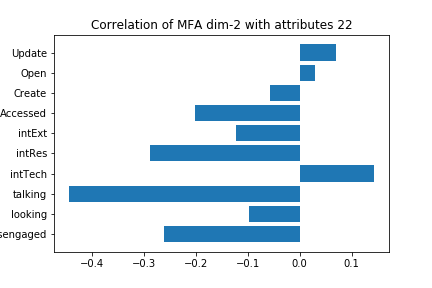 Correlation of MFA dim-2 with attributes 22
Update
Open
Create
Accessed
intExt
intRes
intTech
talking
looking
sengaged
−0.4 −0.3 −0.2 −0.1 0.0 0.1